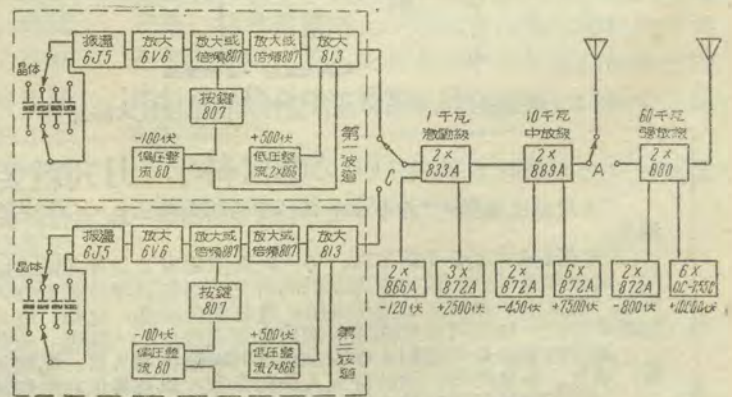 振盪
6J5
放大
6V6
放大或
倍頻807
放大或
倍頻807
放大
813
晶体
按鍵
807
-100伏
偏压整
流80
+500伏
低压整
流2×866
第一波道
C
1千瓦
激勵級
2×
833A
10千瓦
中放级
2×
889A
A
60千瓦
強放級
2×
880
2×
866A
-120伏
3×
872A
+2500伏
2×
872A
-450伏
6×
872A
+7500伏
2×
872A
-800伏
6×
振盪
6J5
放大
6V6
放大或
倍頻807
放大或
倍頻807
放大
813
晶体
按鍵
807
-100伏
偏压整
流80
+500伏
低压整
流2×866
第二波道